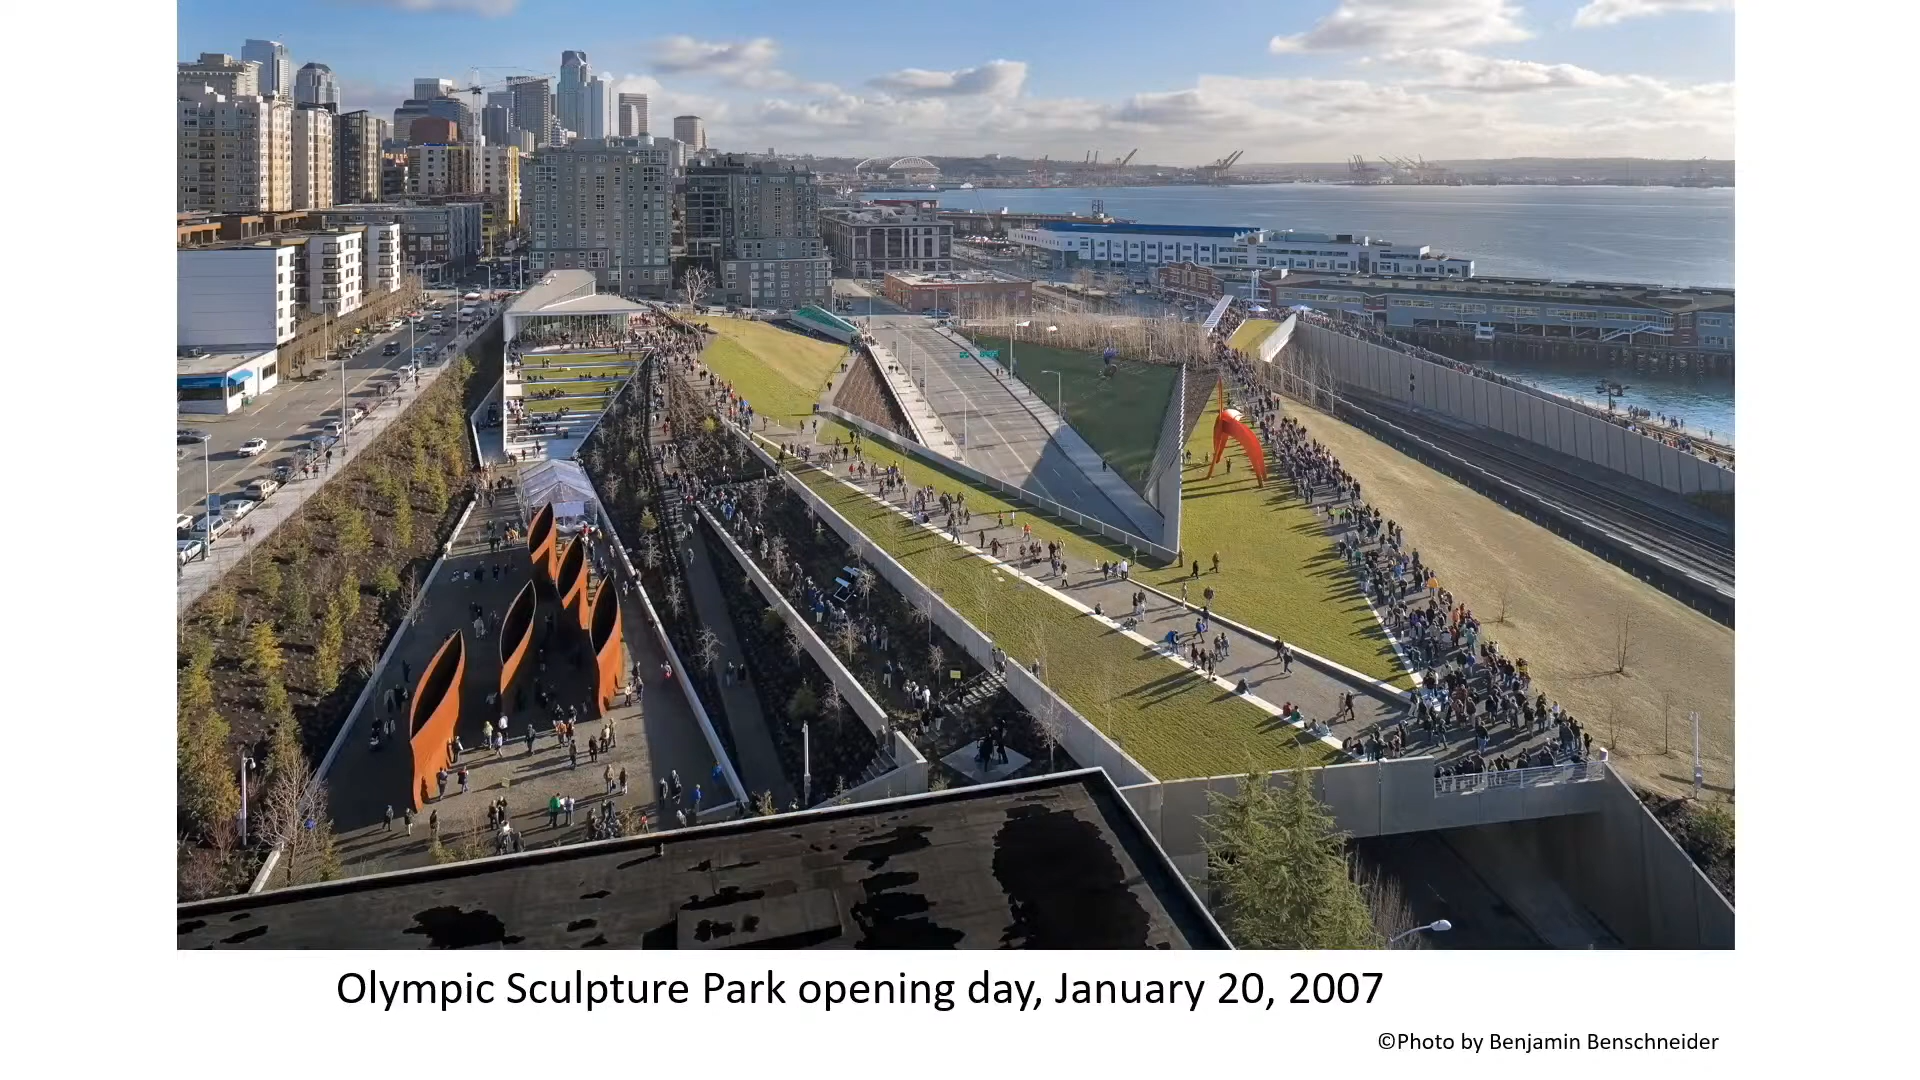 Olympic Sculpture Park opening day, January 20, 2007
©Photo by Benjamin Benschneider